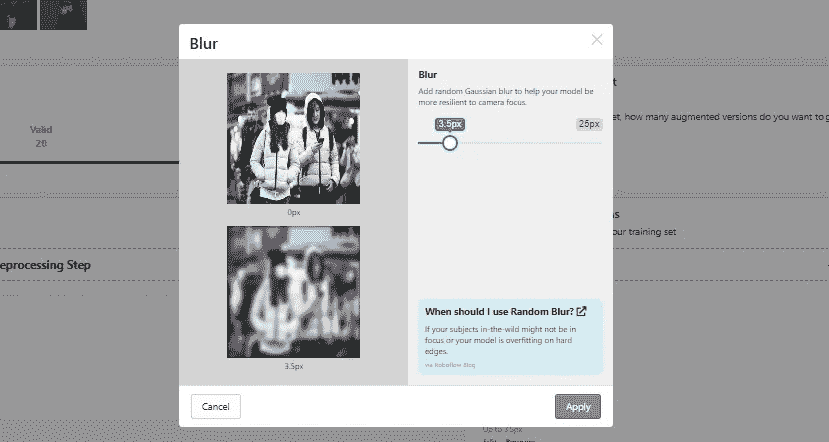 Blur
Blur
Add random Gaussian blur to help your model be
more resilient to camera focus.
3.5px
25px
0px
3.5px
When should I use Random Blur?
If your subjects in-the-wild might not be in
focus or your model is overfitting on hard
edges.
via Roboflow Blog
Cancel
Apply
Valid
20
eprocessing Step
t
et, how many augmented versions do you want to g
ns
our training set
Up to 3.5px